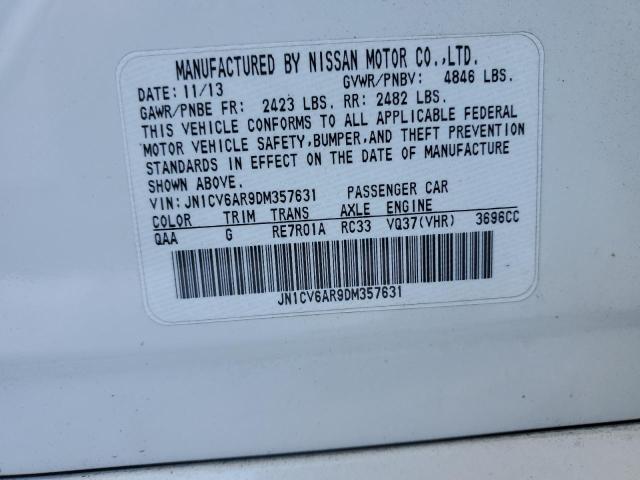 MANUFACTURED BY NISSAN MOTOR CO.,LTD.
DATE: 11/13 GVWR/PNBV: 4846 LBS.
GAWR/PNBE FR: 2423 LBS. RR: 2482 LBS.
THIS VEHICLE CONFORMS TO ALL APPLICABLE FEDERAL
MOTOR VEHICLE SAFETY,BUMPER,AND THEFT PREVENTION
STANDARDS IN EFFECT ON THE DATE OF MANUFACTURE
SHOWN ABOVE.
VIN: JN1CV6AR9DM357631 PASSENGER CAR
COLOR TRIM TRANS AXLE ENGINE
QAA G RE7R01A RC33 VQ37(VHR) 3696CC
JN1CV6AR9DM357631